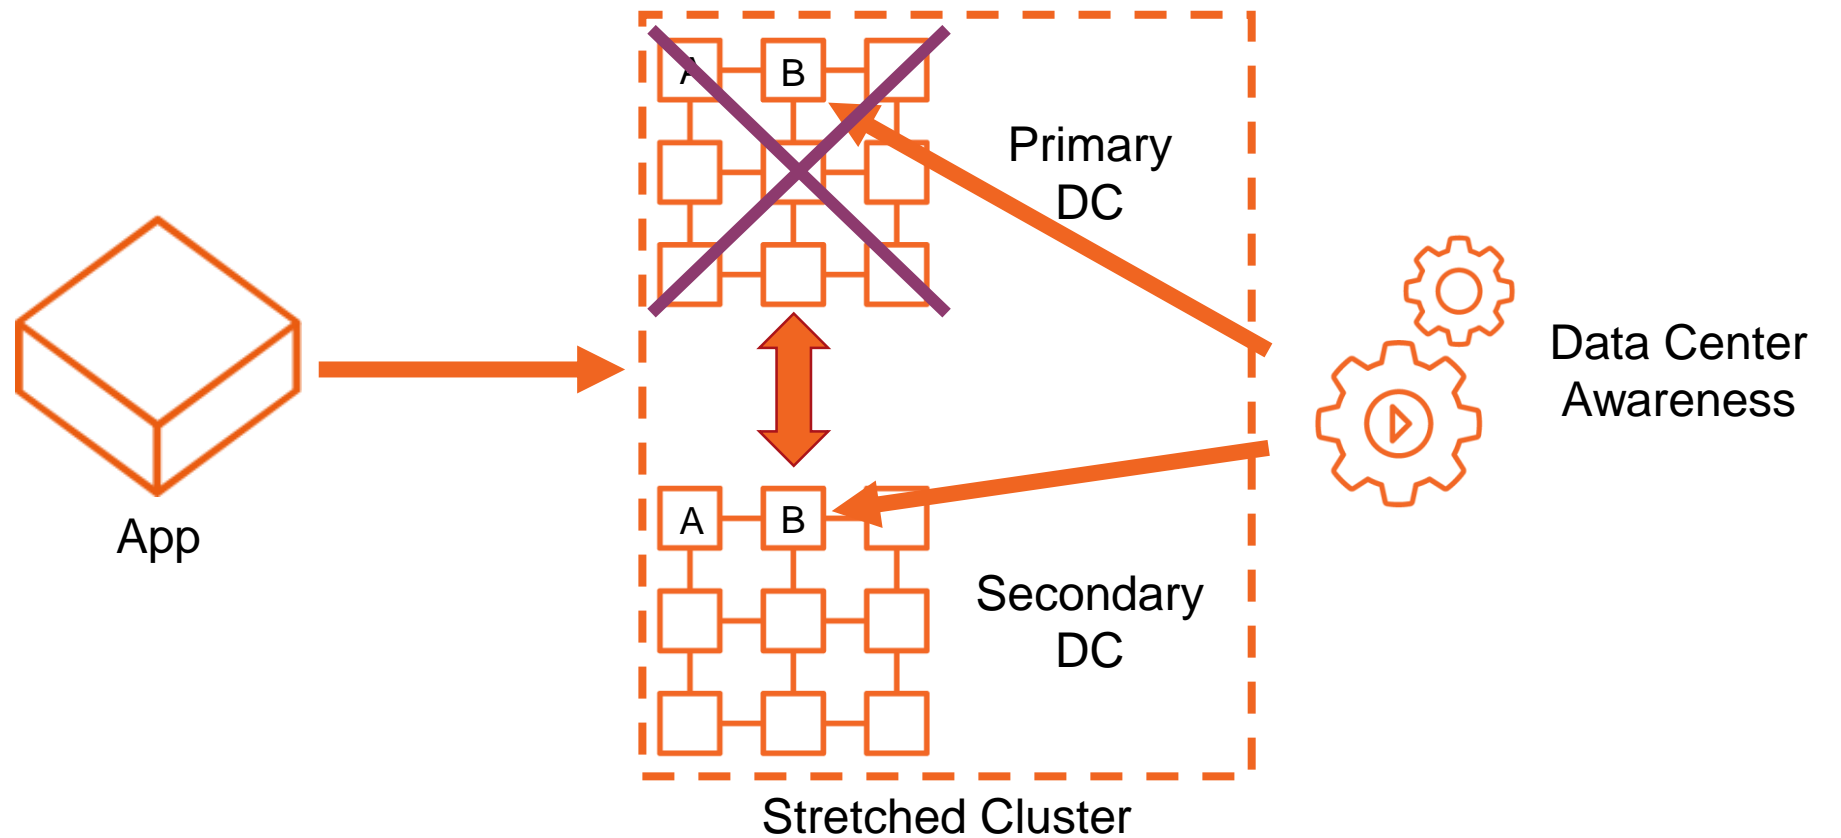 A
B
Primary
DC
Data Center
Awareness
App
A
B
Secondary
DC
Stretched Cluster